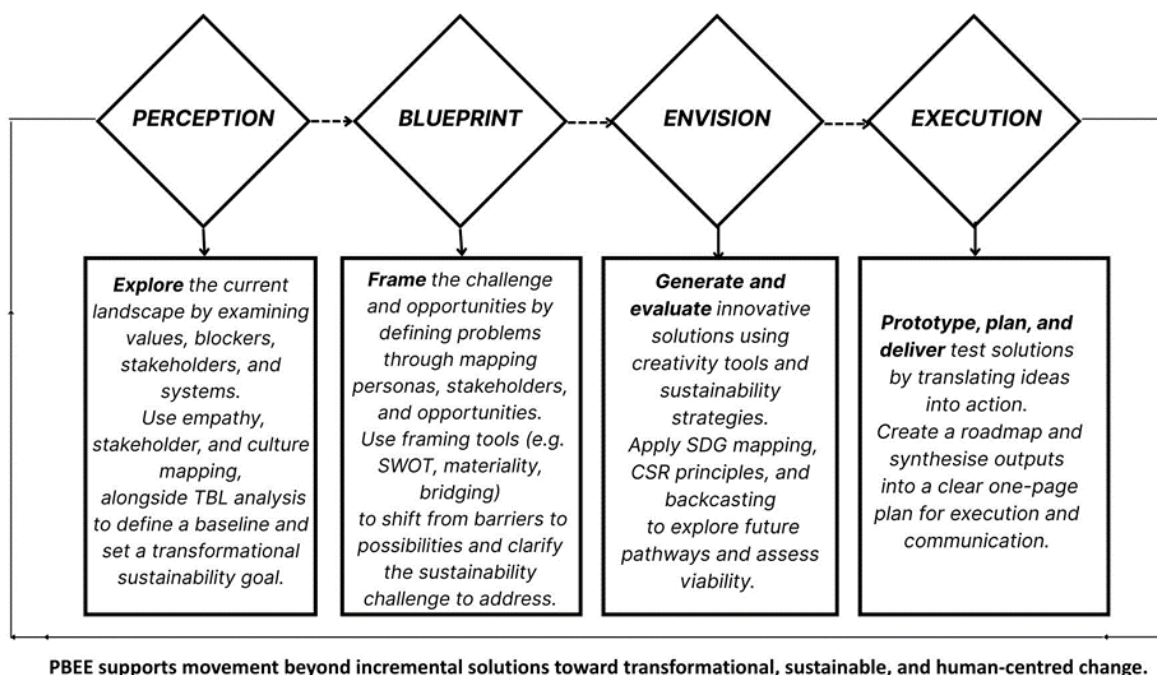 PERCEPTION
BLUEPRINT
ENVISION
EXECUTION
Explore the current
landscape by examining
values, blockers,
stakeholders, and
systems.
Use empathy,
stakeholder, and culture
mapping,
alongside TBL analysis
to define a baseline and
set a transformational
sustainability goal.
Frame the challenge
and opportunities by
defining problems
through mapping
personas, stakeholders,
and opportunities.
Use framing tools (e.g.
SWOT, materiality,
bridging)
to shift from barriers to
possibilities and clarify
the sustainability
challenge to address.
Generate and
evaluate innovative
solutions using
creativity tools and
sustainability
strategies.
Apply SDG mapping,
CSR principles, and
backcasting
to explore future
pathways and assess
viability.
Prototype, plan, and
deliver test solutions
by translating ideas
into action.
Create a roadmap and
synthesise outputs
into a clear one-page
plan for execution and
communication.
PBEE supports movement beyond incremental solutions toward transformational, sustainable, and human-centred change.